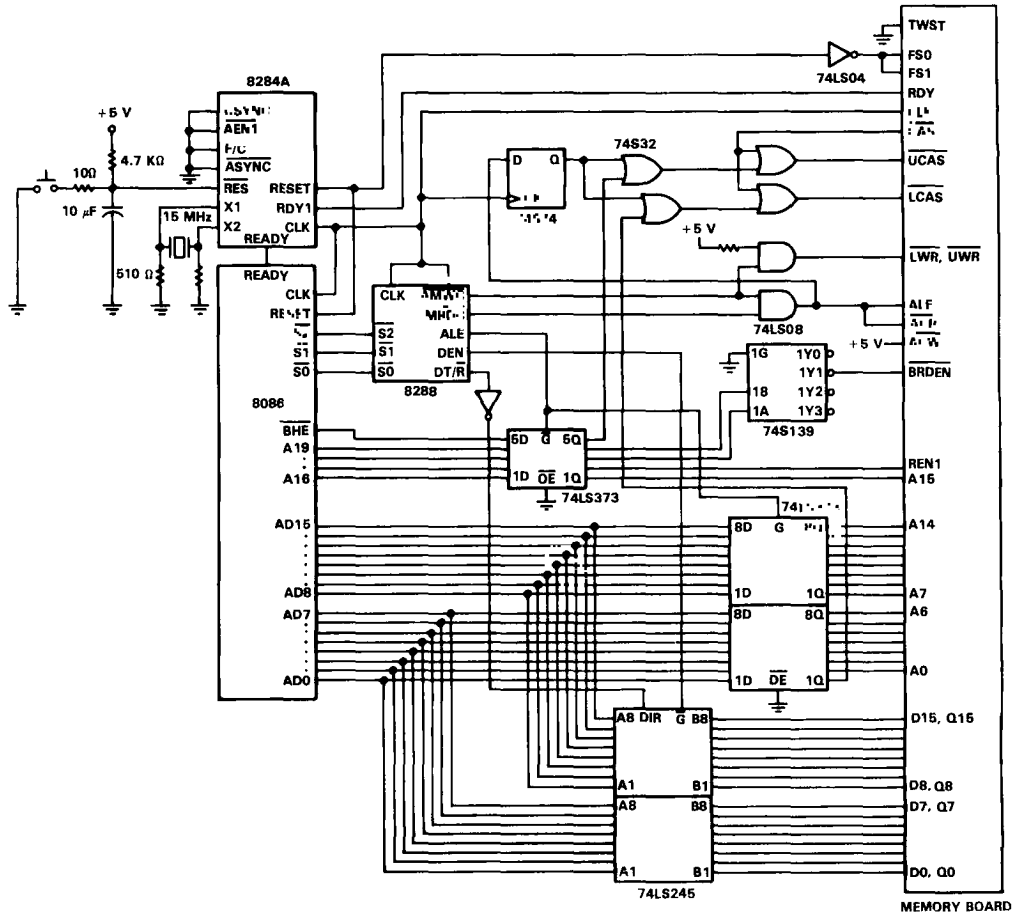 TWST
FS0
FS1
RDY
UCAS
LCAS
LWR, UWR
BRDEN
REN1
A15
A14
A7
A6
A0
D15, Q15
D8, Q8
D7, Q7
D0, Q0
MEMORY BOARD
74LS04
8284A
AEN1
F/C
ASYNC
RES
X1
X2
RESET
RDY1
CLK
READY
+5 V
4.7 KΩ
10Ω
10 μF
15 MHz
510 Ω
READY
CLK
S1
S0
8086
BHE
A19
A16
AD15
AD8
AD7
AD0
CLK
S2
S1
S0
ALE
DEN
DT/R
8288
D
Q
74S32
+5 V
74LS08
+5 V
1G
1B
1A
1Y0
1Y1
1Y2
1Y3
74S139
5D
G
5Q
1D
OE
1Q
74LS373
8D
G
1D
1Q
8D
8Q
1D
1Q
A8
DIR
G
B8
A1
B1
A8
B8
A1
B1
74LS245